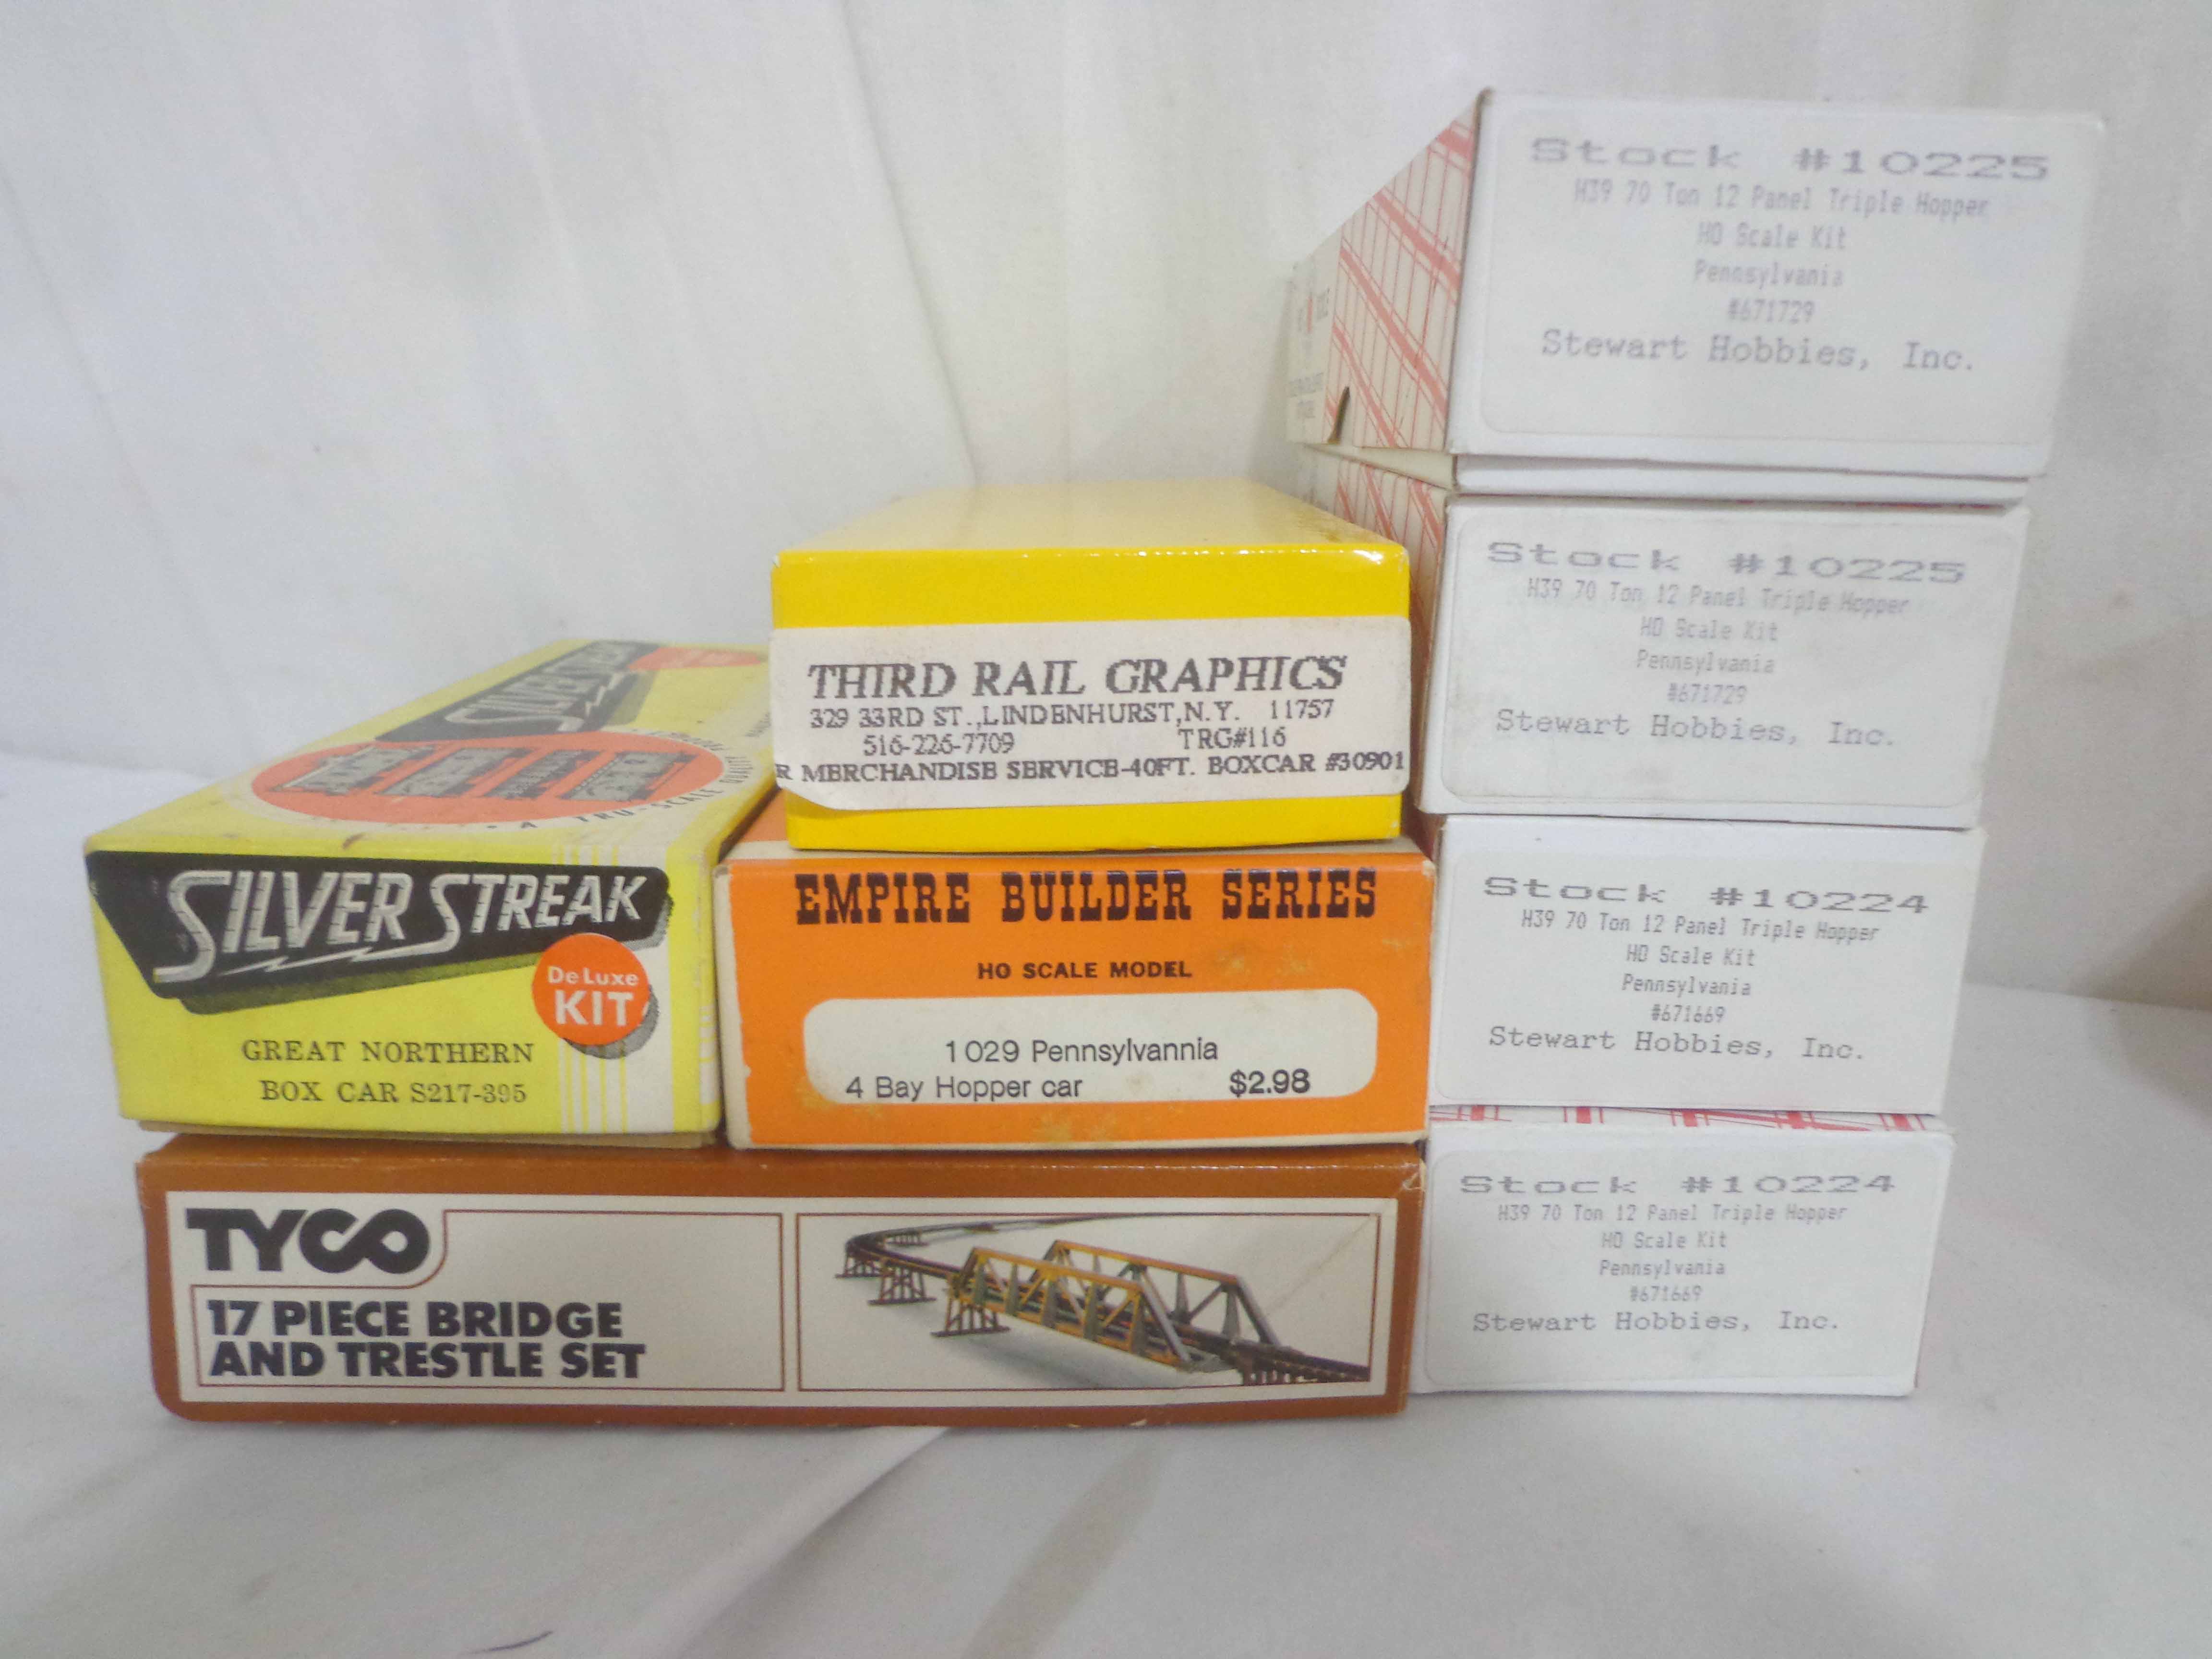 SILVER STREAK
A TRU-SCALE QUALITY
SILVER STREAK
DeLuxe
KIT
GREAT NORTHERN
BOX CAR S217-395
THIRD RAIL GRAPHICS
329 33RD ST.,LINDENHURST,N.Y. 11757
516-226-7709 TRG#116
R MERCHANDISE SERVICE-40FT. BOXCAR #30901
EMPIRE BUILDER SERIES
HO SCALE MODEL
1029 Pennsylvannia
4 Bay Hopper car $2.98
TYCO
17 PIECE BRIDGE
AND TRESTLE SET
Stock #10225
H39 70 Ton 12 Panel Triple Hopper
HO Scale Kit
Pennsylvania
#671729
Stewart Hobbies, Inc.
Stock #10225
H39 70 Ton 12 Panel Triple Hopper
HO Scale Kit
Pennsylvania
#671729
Stewart Hobbies, Inc.
Stock #10224
H39 70 Ton 12 Panel Triple Hopper
HO Scale Kit
Pennsylvania
#671669
Stewart Hobbies, Inc.
Stock #10224
H39 70 Ton 12 Panel Triple Hopper
HO Scale Kit
Pennsylvania
#671669
Stewart Hobbies, Inc.